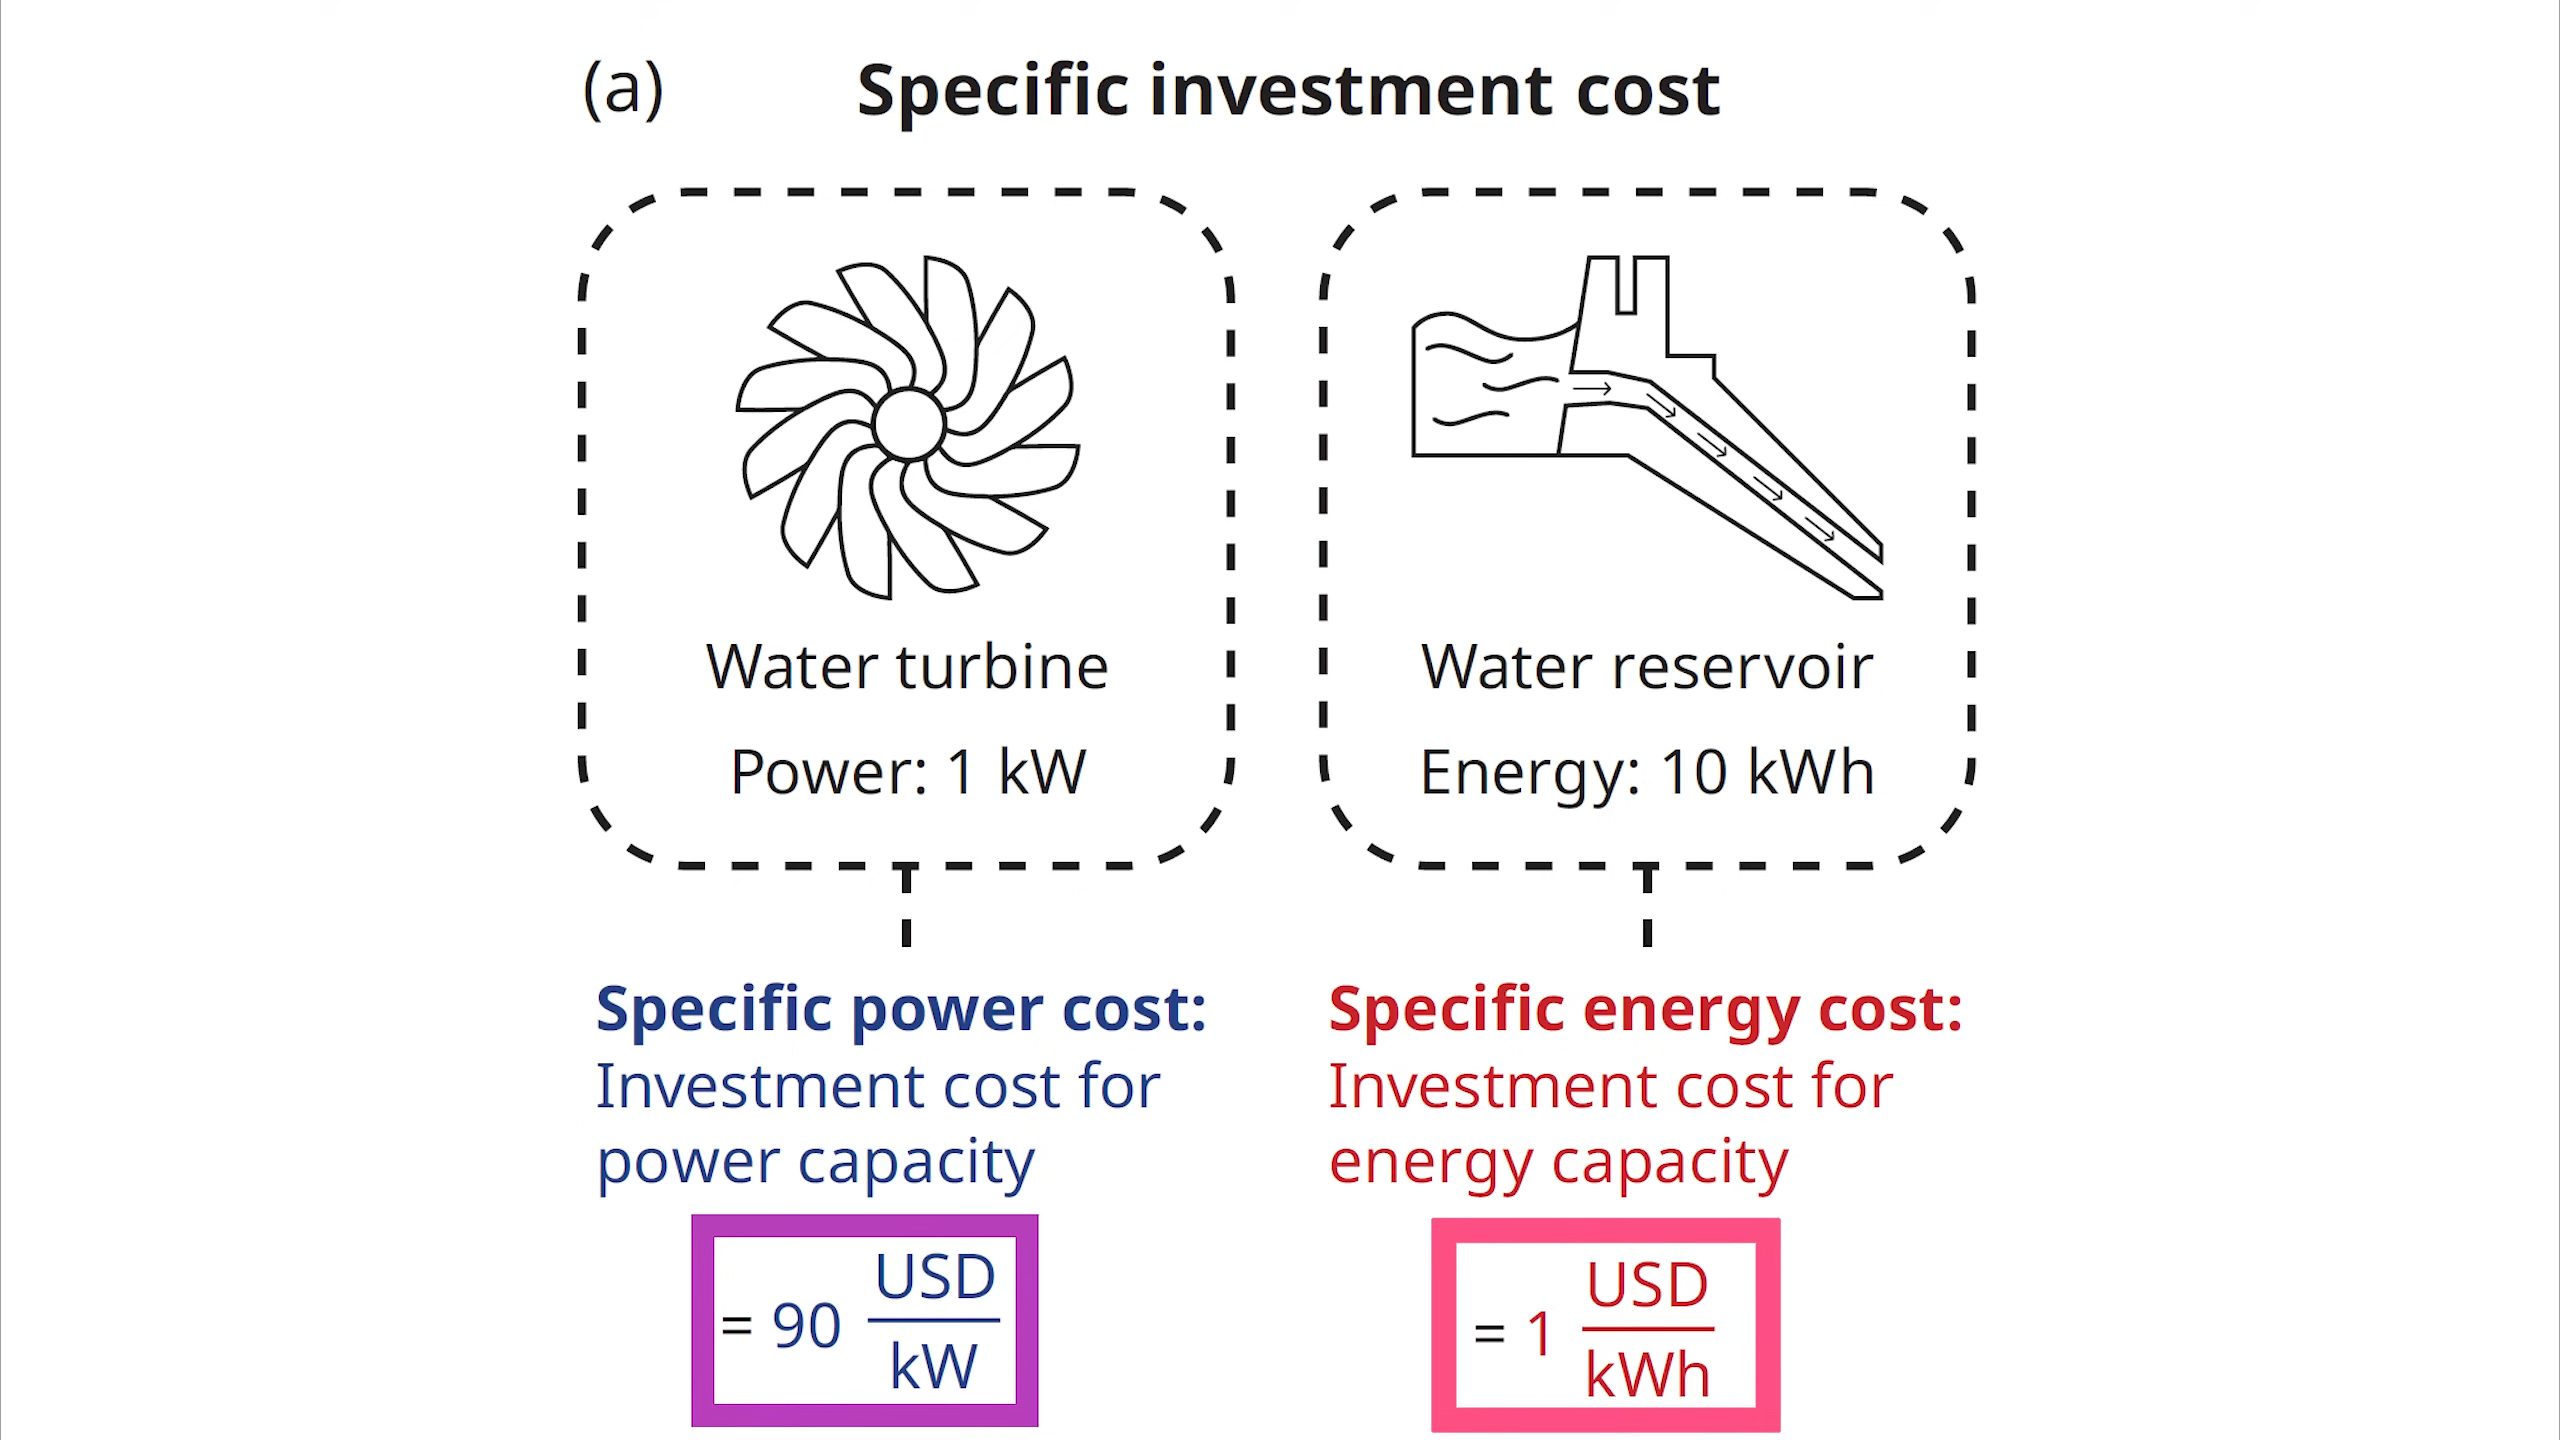 (a) Specific investment cost
Water turbine
Power: 1 kW
Water reservoir
Energy: 10 kWh
Specific power cost:
Investment cost for
power capacity
= 90 USD
kW
Specific energy cost:
Investment cost for
energy capacity
= 1 USD
kWh